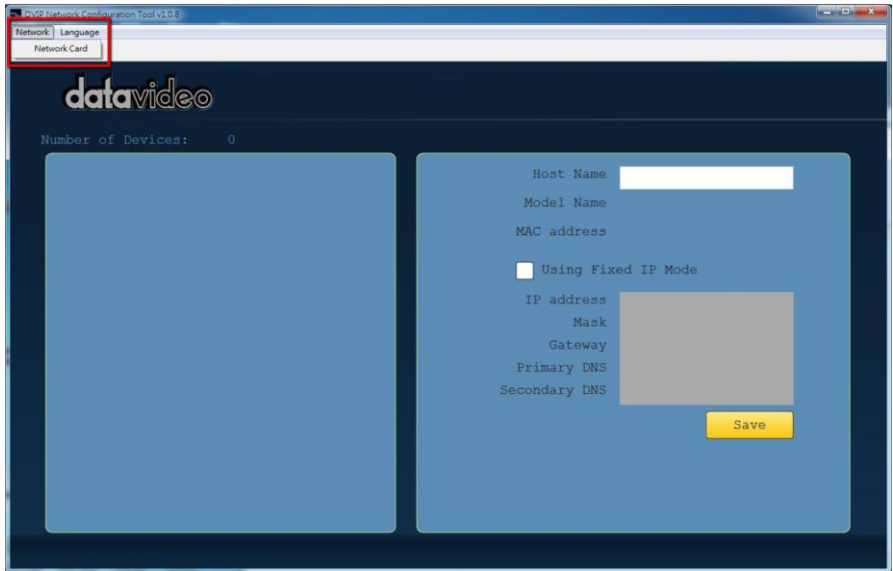 DVIP Network Configuration Tool v1.0.8
Network Language
Network Card
datavideo
Number of Devices: 0
Host Name
Model Name
MAC address
Using Fixed IP Mode
IP address
Mask
Gateway
Primary DNS
Secondary DNS
Save